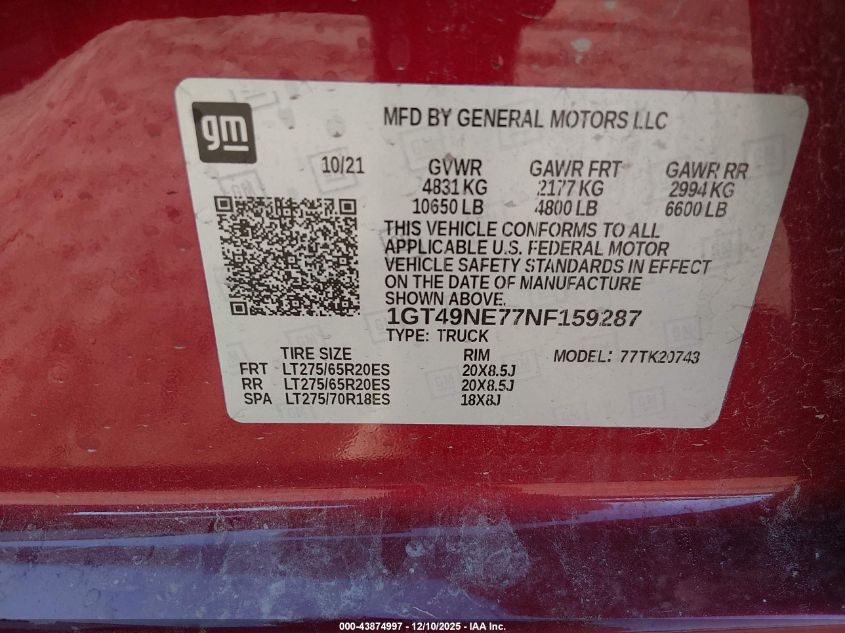 gm
MFD BY GENERAL MOTORS LLC
10/21 GVWR GAWR FRT GAWR RR
4831 KG 2177 KG 2994 KG
10650 LB 4800 LB 6600 LB
THIS VEHICLE CONFORMS TO ALL
APPLICABLE U.S. FEDERAL MOTOR
VEHICLE SAFETY STANDARDS IN EFFECT
ON THE DATE OF MANUFACTURE
SHOWN ABOVE.
1GT49NE77NF159287
TYPE: TRUCK
TIRE SIZE RIM MODEL: 77TK20743
FRT LT275/65R20ES 20X8.5J
RR LT275/65R20ES 20X8.5J
SPA LT275/70R18ES 18X8J
000-43874997 - 12/10/2025 - IAA Inc.